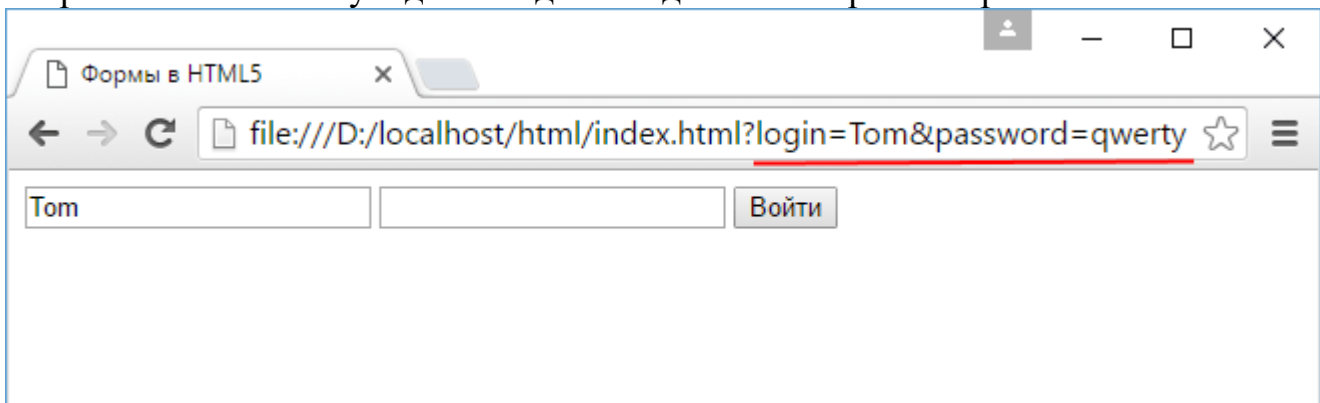 Формы в HTML5
file:///D:/localhost/html/index.html?login=Tom&password=qwerty
Tom
Войти